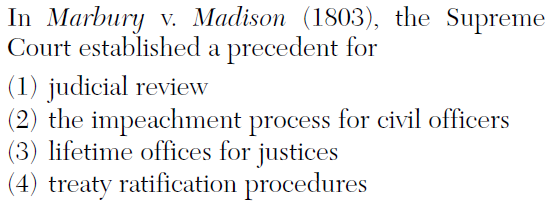 In Marbury v. Madison (1803), the Supreme
Court established a precedent for
(1) judicial review
(2) the impeachment process for civil officers
(3) lifetime offices for justices
(4) treaty ratification procedures